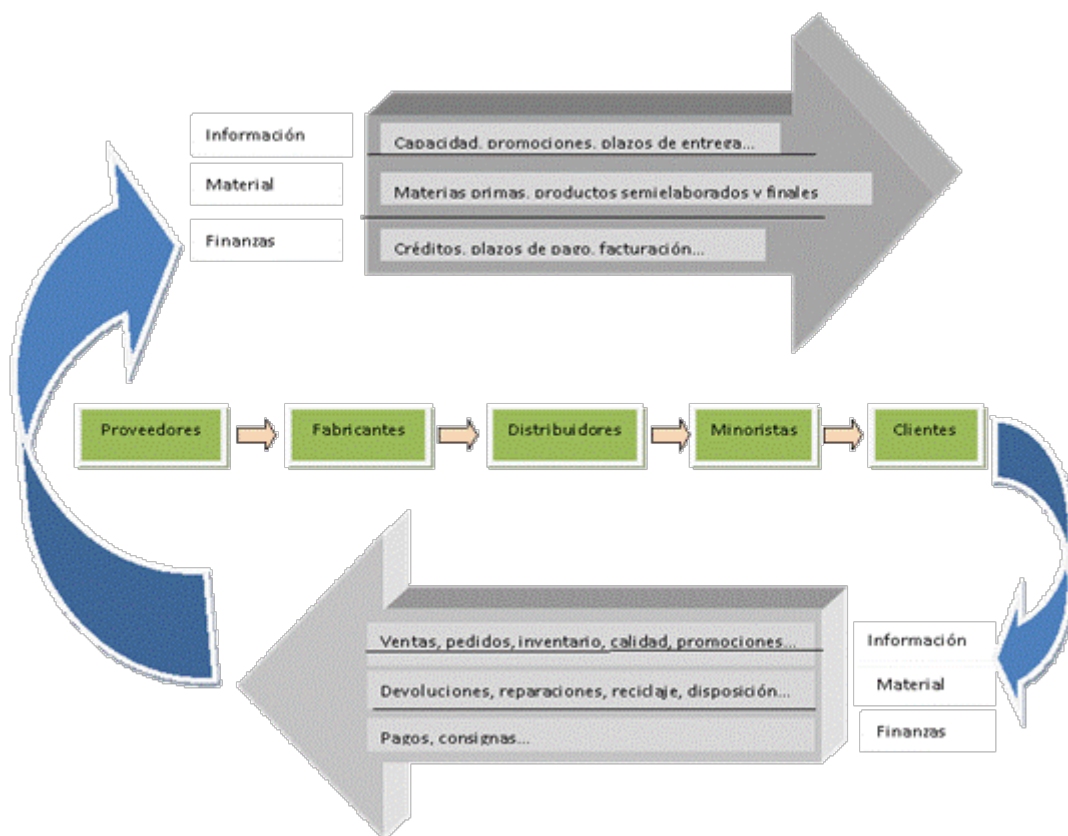 Información
Capacidad, promociones, plazos de entrega...
Material
Materias primas, productos semielaborados y finales
Finanzas
Créditos, plazos de pago, facturación...
Proveedores
Fabricantes
Distribuidores
Minoristas
Clientes
Ventas, pedidos, inventario, calidad, promociones...
Información
Devoluciones, reparaciones, reciclaje, disposición...
Material
Pagos, consignas...
Finanzas